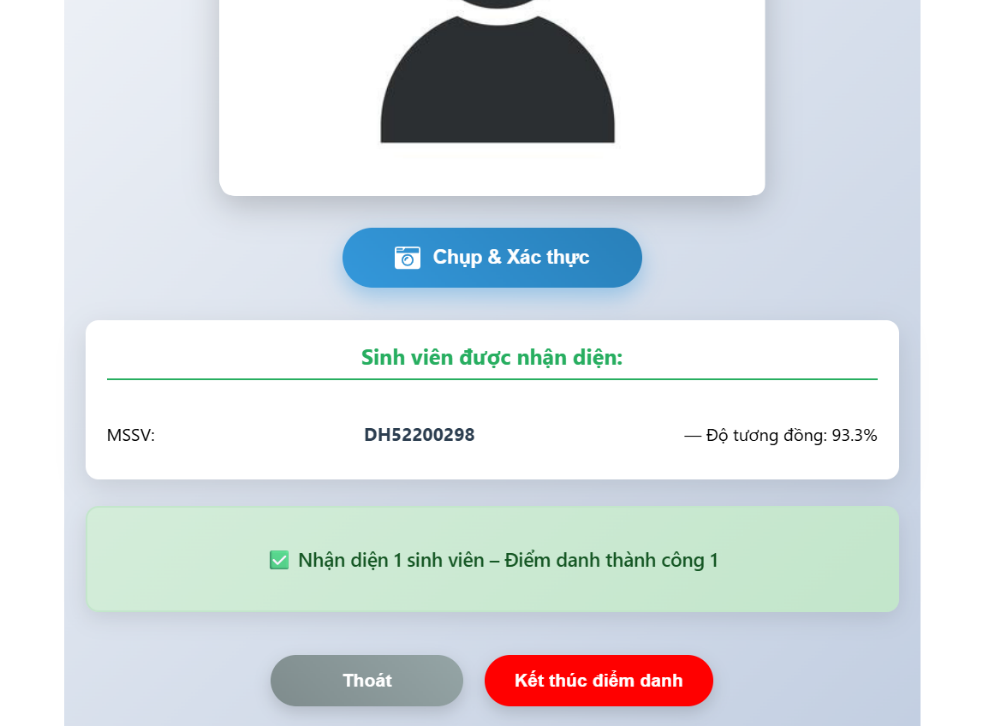 Chụp & Xác thực
Sinh viên được nhận diện:
MSSV: DH52200298 — Độ tương đồng: 93.3%
Nhận diện 1 sinh viên – Điểm danh thành công 1
Thoát Kết thúc điểm danh